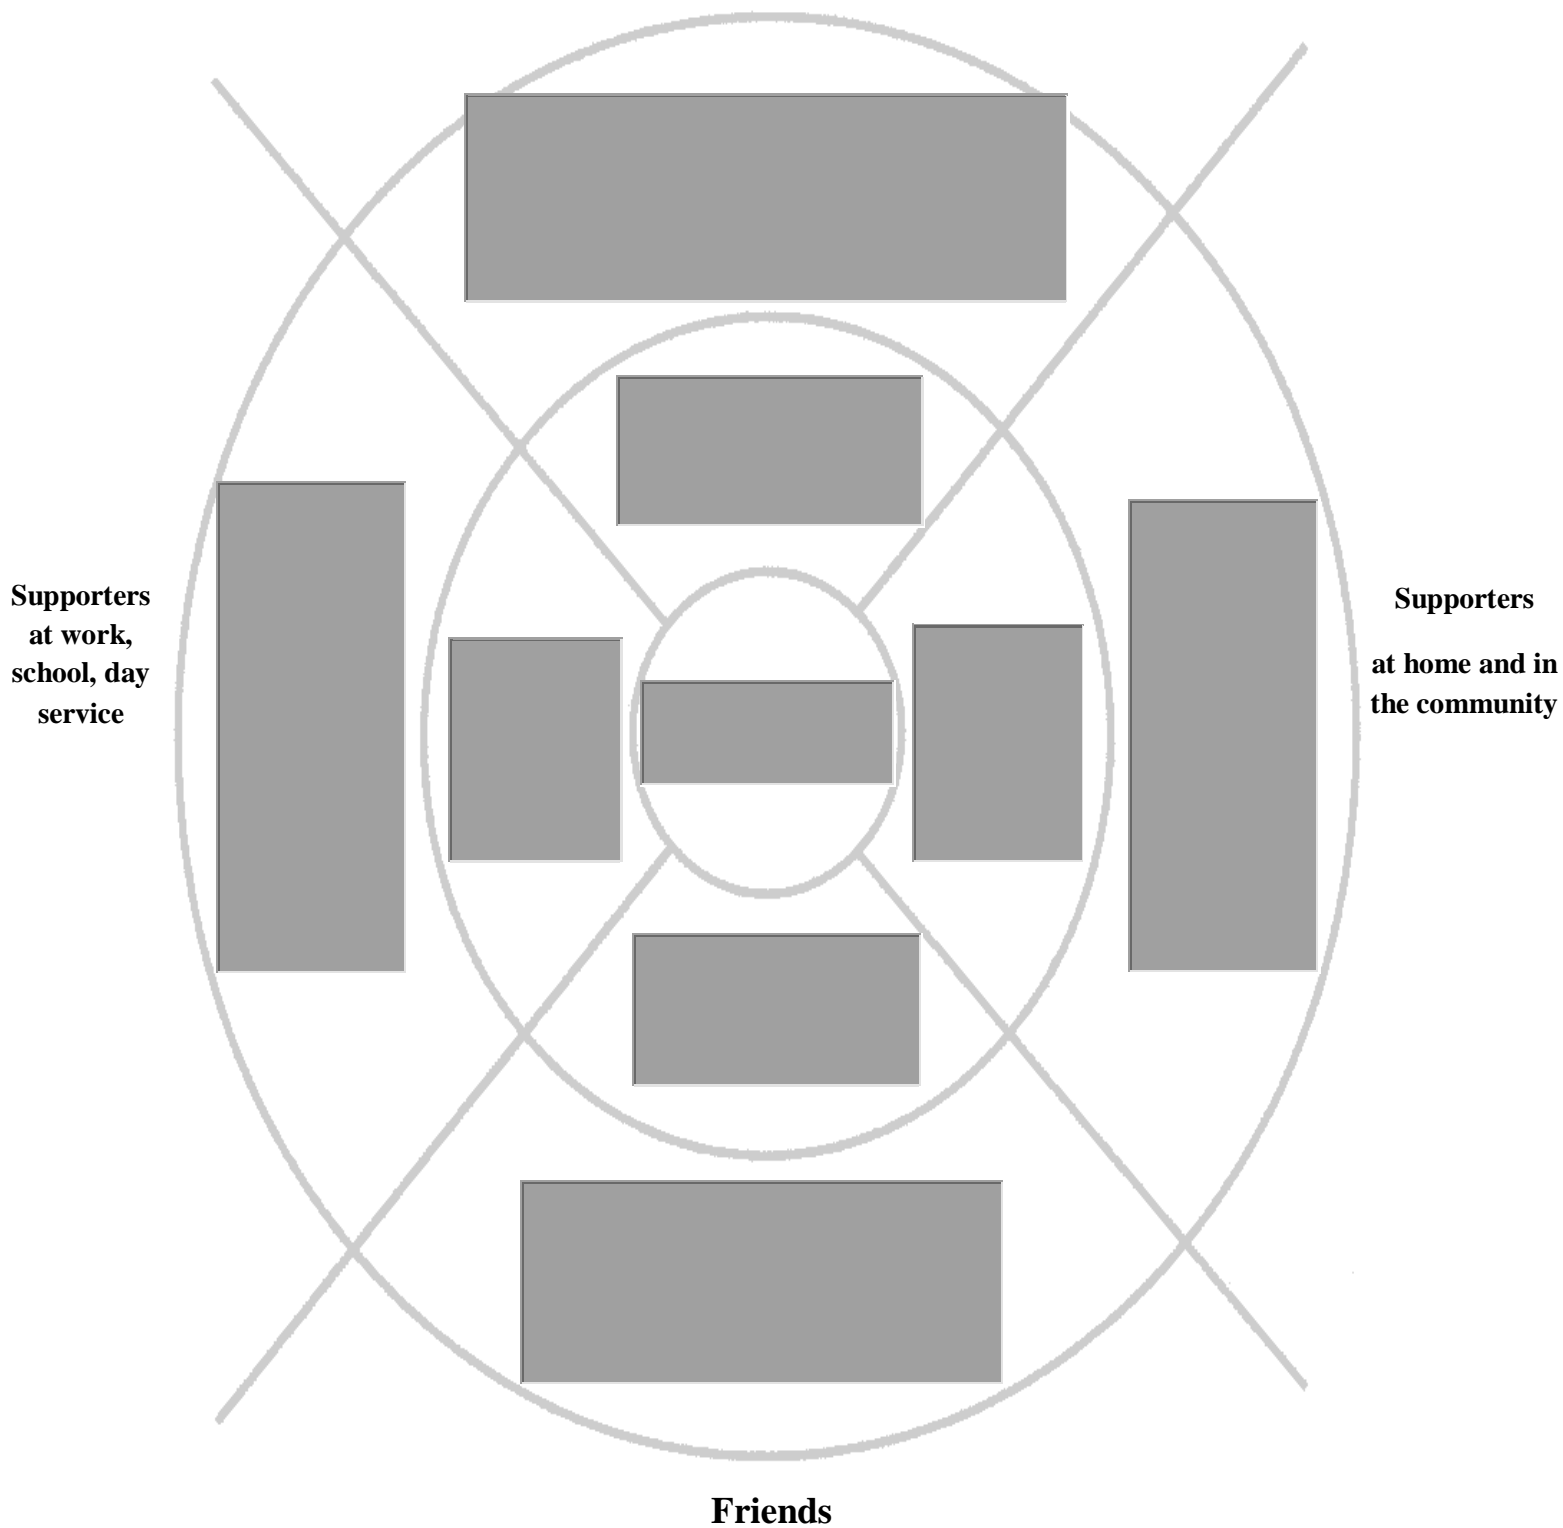 Supporters
at work,
school, day
service
Supporters
at home and in
the community
Friends